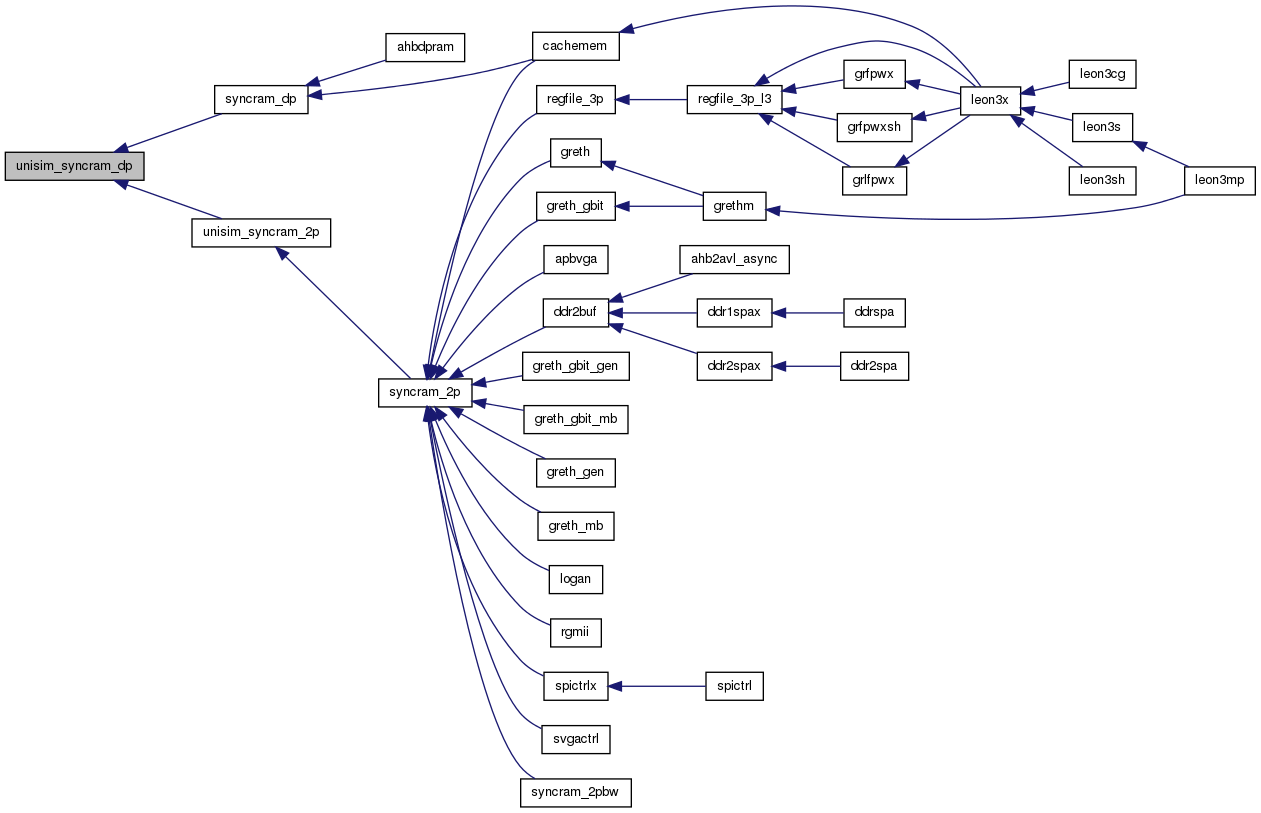 unisim_syncram_dp
syncram_dp
unisim_syncram_2p
ahbdpram
syncram_2p
cachemem
regfile_3p
greth
greth_gbit
apbvga
ddr2buf
greth_gbit_gen
greth_gbit_mb
greth_gen
greth_mb
logan
rgmii
spictrlx
svgactrl
syncram_2pbw
regfile_3p_l3
grethm
ahb2avl_async
ddr1spax
ddr2spax
spictrl
grfpwx
grfpwxsh
grlfpwx
ddrspa
ddr2spa
leon3x
leon3cg
leon3s
leon3sh
leon3mp